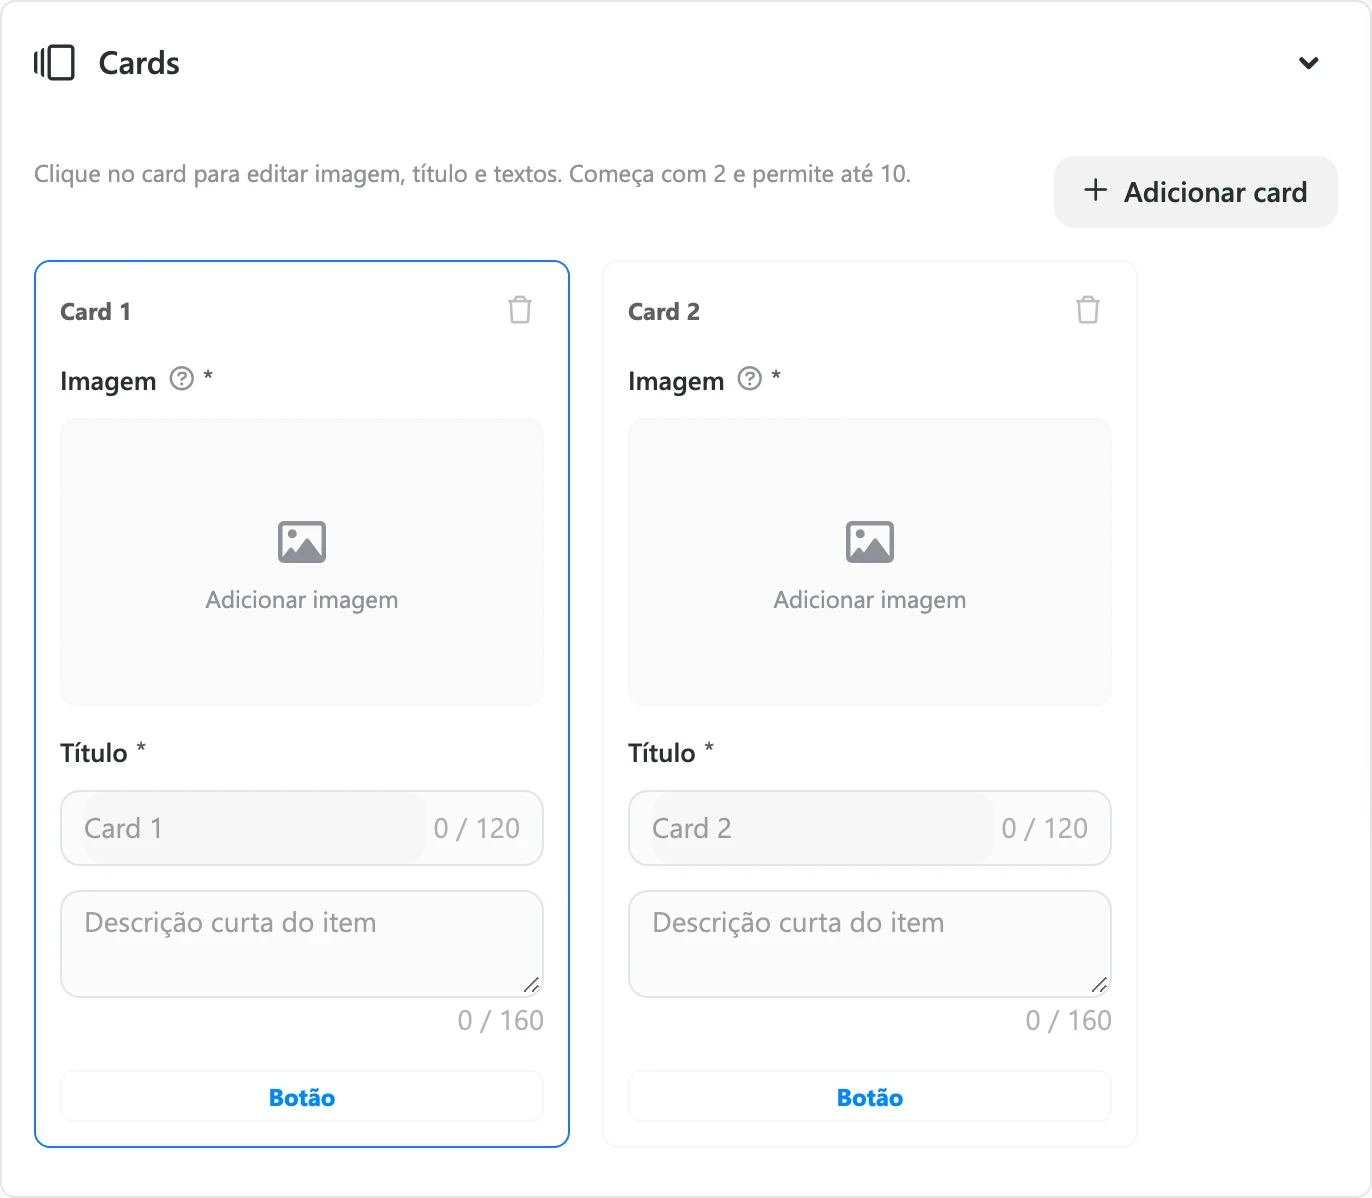 Cards
Clique no card para editar imagem, título e textos. Começa com 2 e permite até 10.
+ Adicionar card
Card 1
Imagem ? *
Adicionar imagem
Título *
Card 1 0 / 120
Descrição curta do item
0 / 160
Botão
Card 2
Imagem ? *
Adicionar imagem
Título *
Card 2 0 / 120
Descrição curta do item
0 / 160
Botão